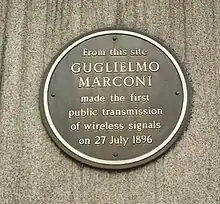 From this site
GUGLIELMO
MARCONI
made the first
public transmission
of wireless signals
on 27 July 1896